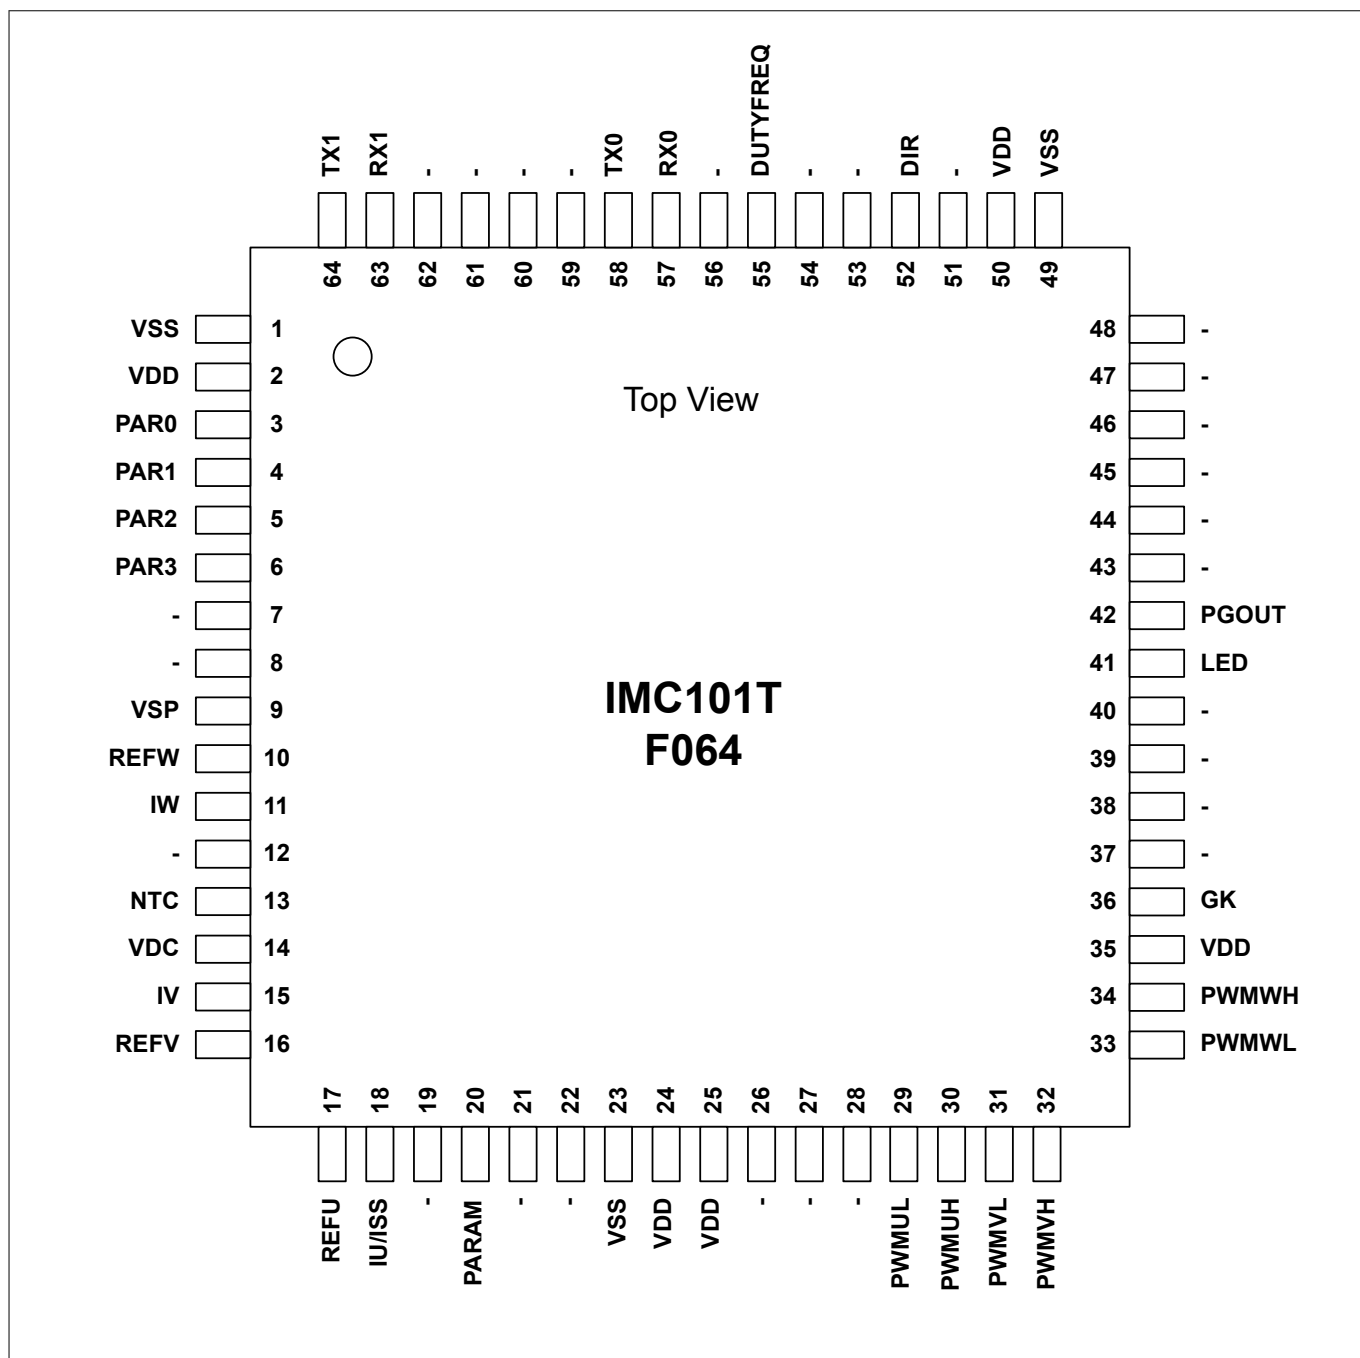 TX1 RX1 - - - - TX0 RX0 - DUTYFREQ - - DIR - VDD VSS
64 63 62 61 60 59 58 57 56 55 54 53 52 51 50 49
VSS 1 48 -
VDD 2 47 -
Top View
PAR0 3 46 -
PAR1 4 45 -
PAR2 5 44 -
PAR3 6 43 -
- 7 42 PGOUT
- 8 41 LED
IMC101T
VSP 9 40 -
F064
REFW 10 39 -
IW 11 38 -
- 12 37 -
NTC 13 36 GK
VDC 14 35 VDD
IV 15 34 PWMWH
REFV 16 33 PWMWL
17 18 19 20 21 22 23 24 25 26 27 28 29 30 31 32
REFU IU/ISS - PARAM - - VSS VDD VDD - - - PWMUL PWMUH PWMVL PWMVH